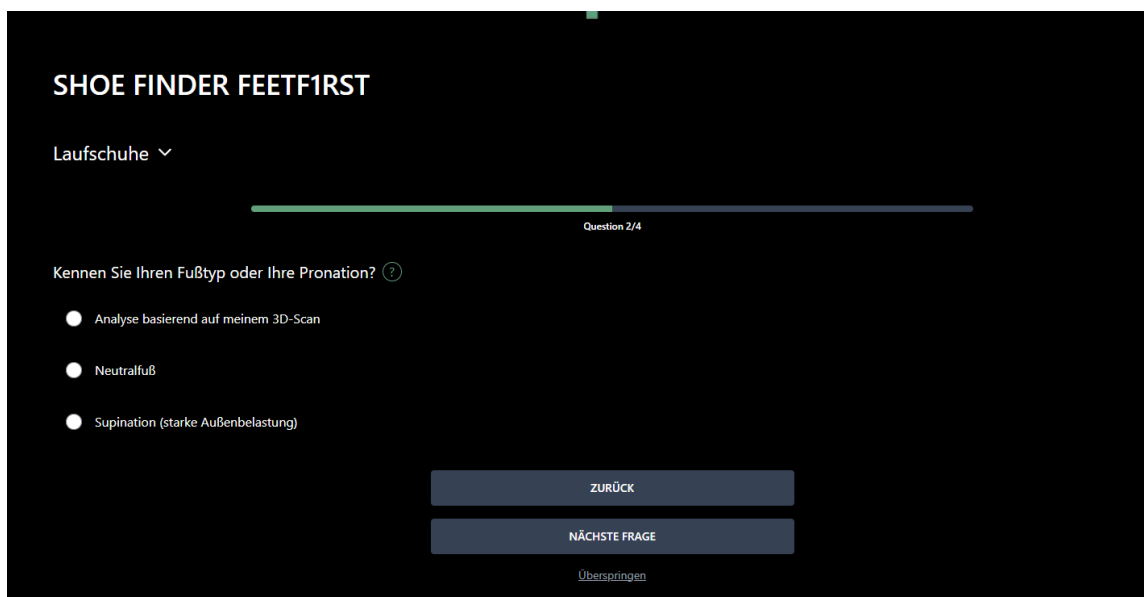 SHOE FINDER FEETF1RST
Laufschuhe
Question 2/4
Kennen Sie Ihren Fußtyp oder Ihre Pronation? ?
Analyse basierend auf meinem 3D-Scan
Neutralfuß
Supination (starke Außenbelastung)
ZURÜCK
NÄCHSTE FRAGE
Überspringen